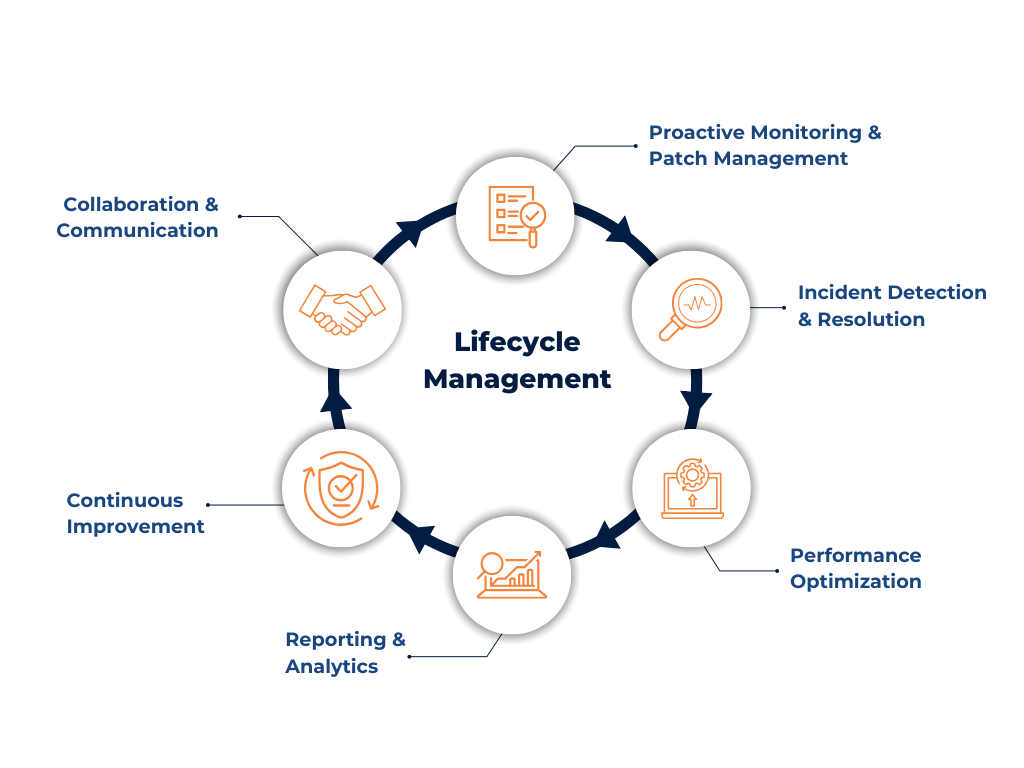 Proactive Monitoring &
Patch Management
Collaboration &
Communication
Incident Detection
& Resolution
Lifecycle
Management
Continuous
Improvement
Performance
Optimization
Reporting &
Analytics